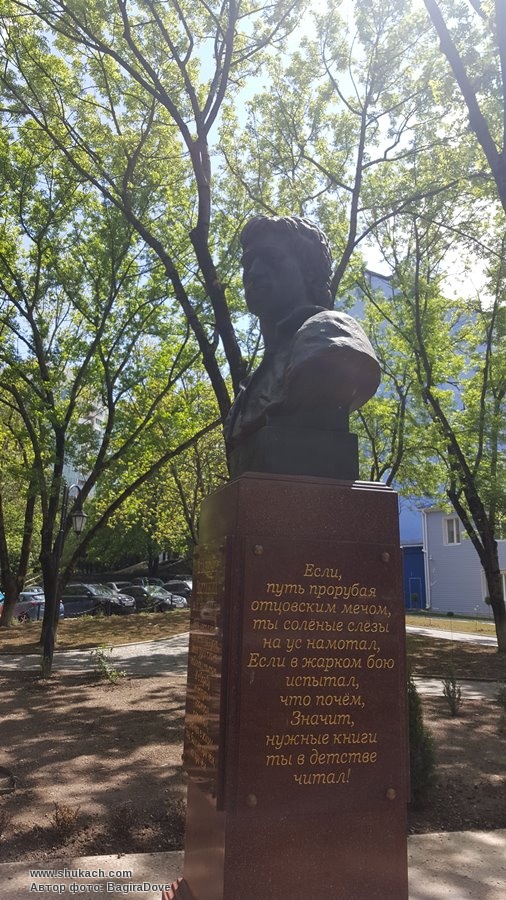 Если,
путь прорубая
отцовским мечом,
ты солёные слёзы
на ус намотал,
Если в жарком бою
испытал,
что почём,
Значит,
нужные книги
ты в детстве
читал!
www.shukach.com
Автор фото: BagiraDove